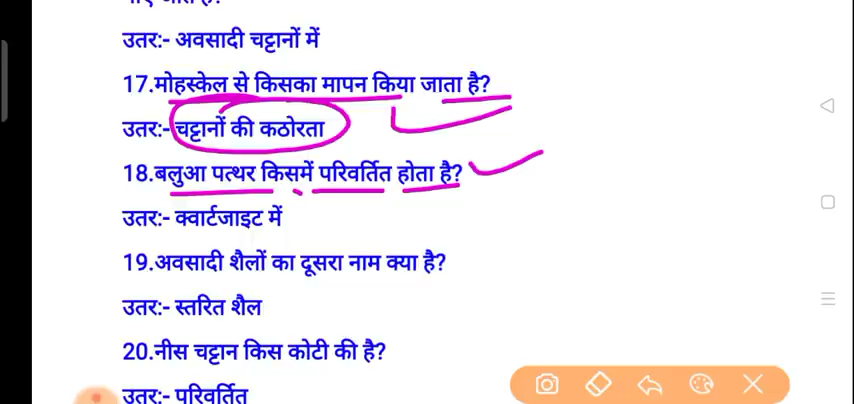 उतर:- अवसादी चट्टानों में
17.मोहस्केल से किसका मापन किया जाता है?
उतर:- चट्टानों की कठोरता
18.बलुआ पत्थर किसमें परिवर्तित होता है?
उतर:- क्वार्टजाइट में
19.अवसादी शैलों का दूसरा नाम क्या है?
उतर:- स्तरित शैल
20.नीस चट्टान किस कोटी की है?
उतर:- परिवर्तित